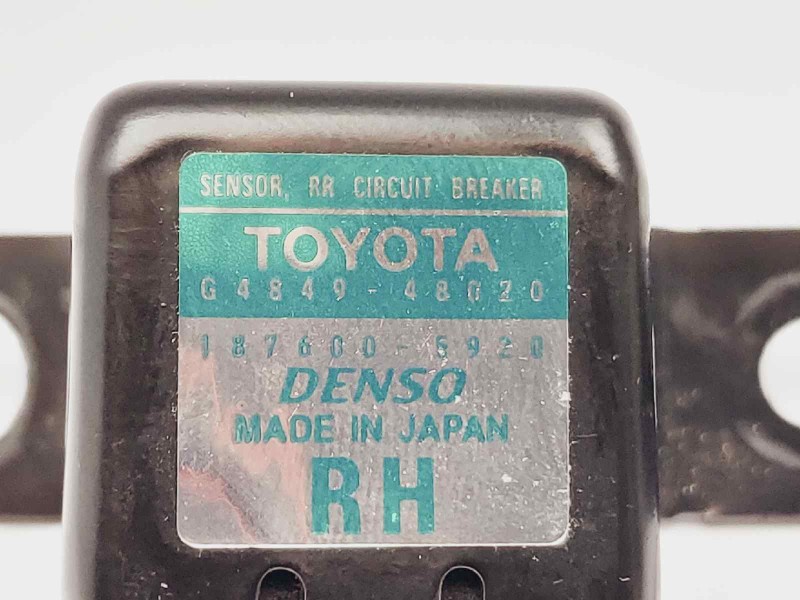 SENSOR, RR CIRCUIT BREAKER
TOYOTA
G4849-48020
187600-5920
DENSO
MADE IN JAPAN
RH